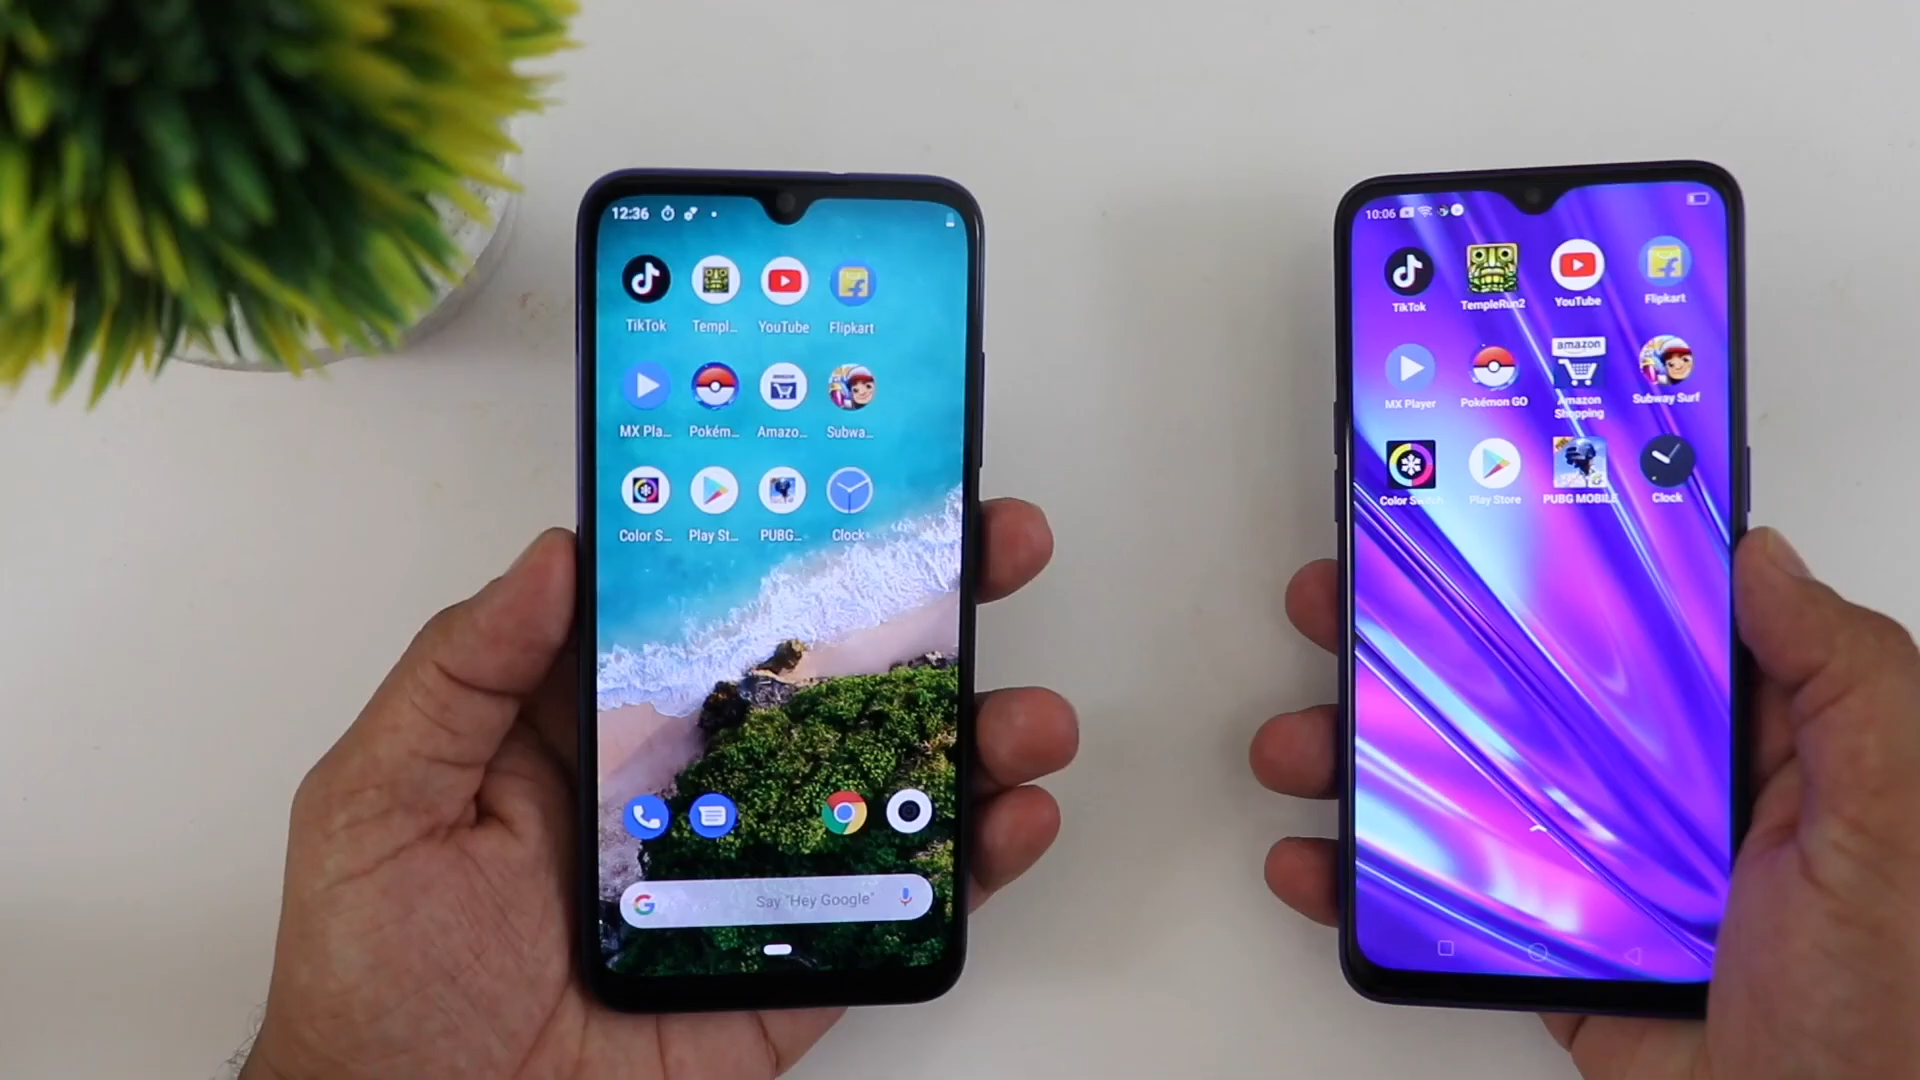 12:36
TikTok Templ... YouTube Flipkart
MX Pla... Pokém... Amazo... Subwa...
Color S... Play St... PUBG... Clock
Say "Hey Google"
10:06
TikTok TempleRun2 YouTube Flipkart
amazon
MX Player Pokémon GO Amazon Shopping Subway Surf
Color Switch Play Store PUBG MOBILE Clock